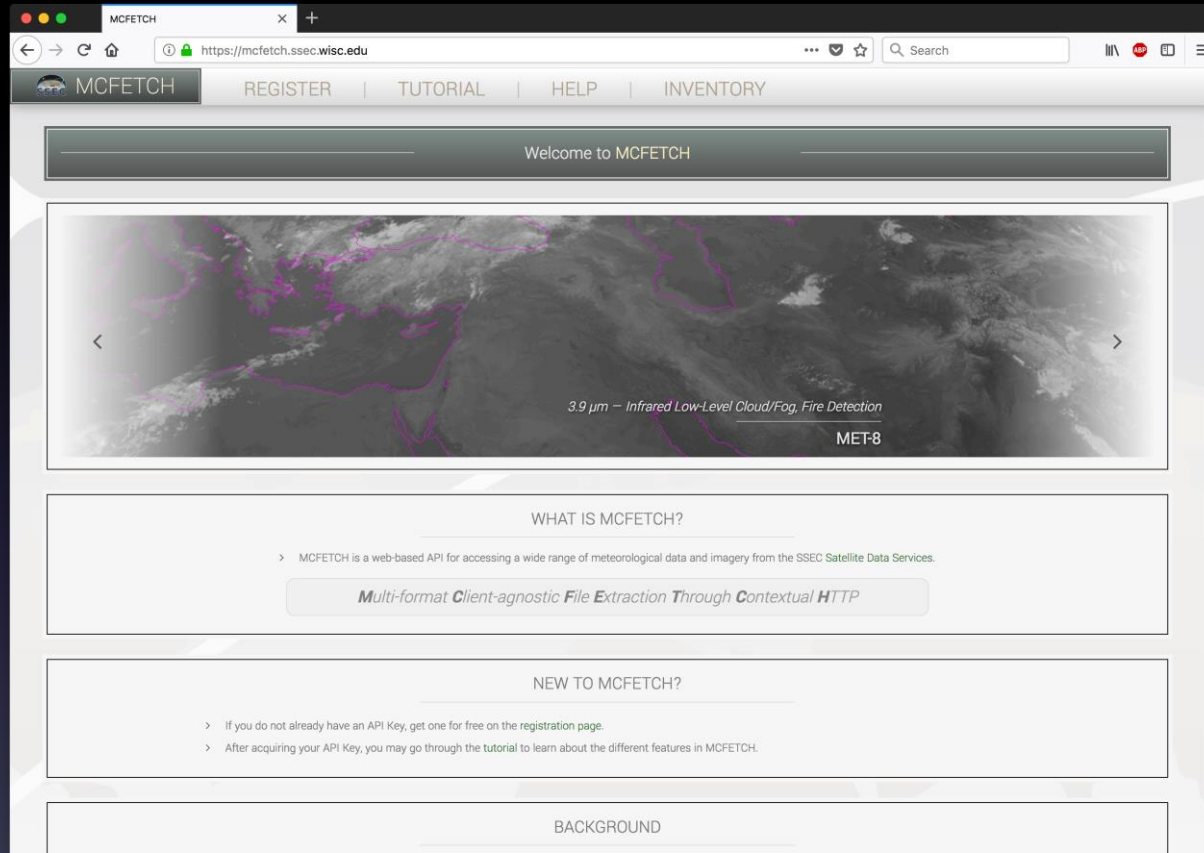 MCFETCH
https://mcfetch.ssec.wisc.edu
Search
ABP
SSEC
MCFETCH
REGISTER | TUTORIAL | HELP | INVENTORY
Welcome to MCFETCH
3.9 µm — Infrared Low-Level Cloud/Fog, Fire Detection
MET-8
WHAT IS MCFETCH?
MCFETCH is a web-based API for accessing a wide range of meteorological data and imagery from the SSEC Satellite Data Services.
Multi-format Client-agnostic File Extraction Through Contextual HTTP
NEW TO MCFETCH?
If you do not already have an API Key, get one for free on the registration page.
After acquiring your API Key, you may go through the tutorial to learn about the different features in MCFETCH.
BACKGROUND